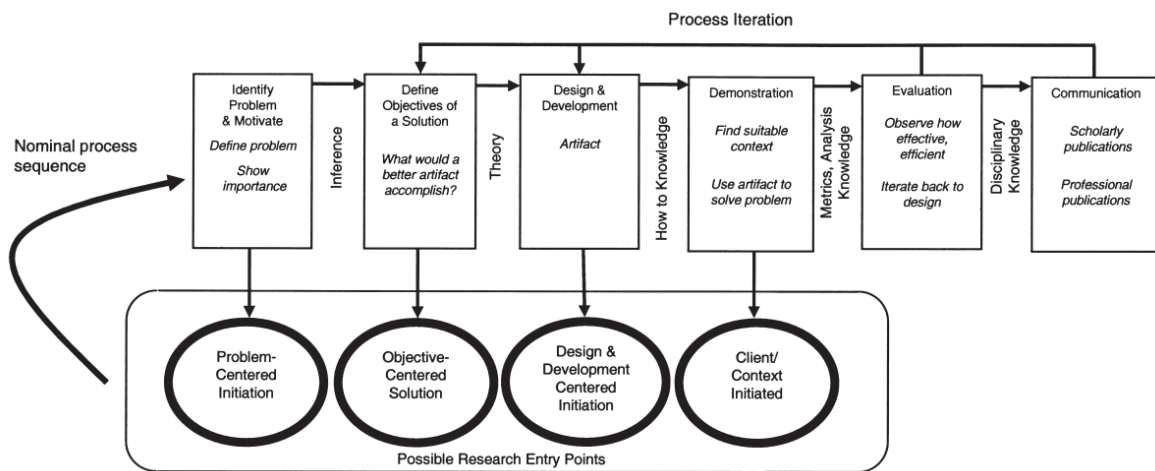 Process Iteration
Nominal process
sequence
Identify
Problem
& Motivate
Define problem
Show
importance
Inference
Define
Objectives of
a Solution
What would a
better artifact
accomplish?
Theory
Design &
Development
Artifact
How to Knowledge
Demonstration
Find suitable
context
Use artifact to
solve problem
Metrics, Analysis
Knowledge
Evaluation
Observe how
effective,
efficient
Iterate back to
design
Disciplinary
Knowledge
Communication
Scholarly
publications
Professional
publications
Problem-
Centered
Initiation
Objective-
Centered
Solution
Design &
Development
Centered
Initiation
Client/
Context
Initiated
Possible Research Entry Points